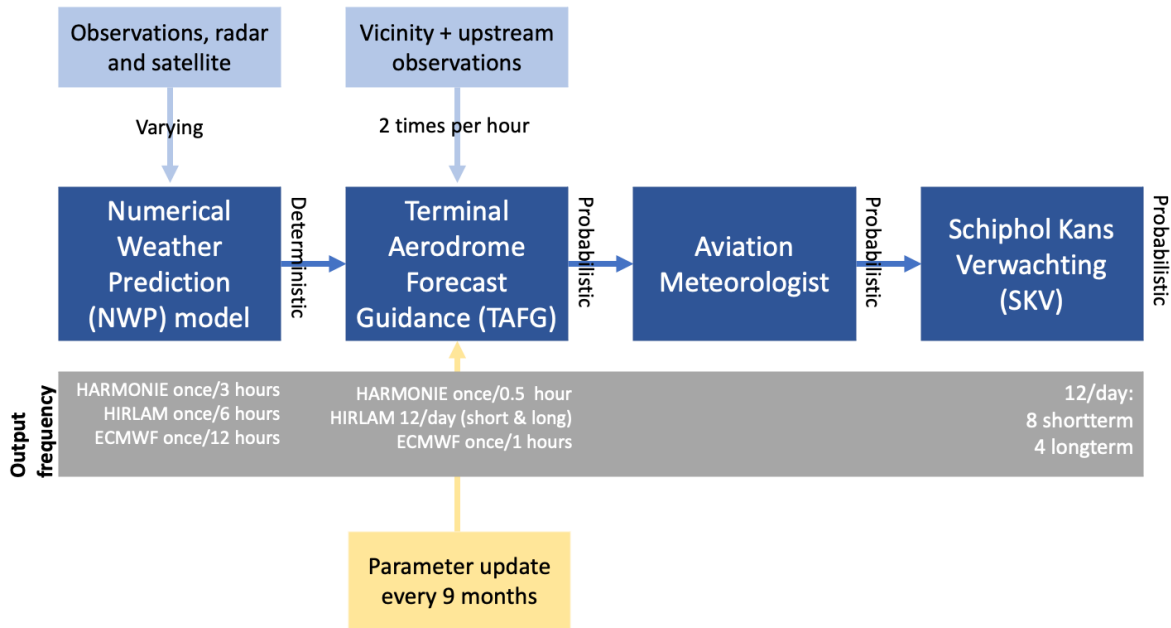 Observations, radar
and satellite
Vicinity + upstream
observations
Varying
2 times per hour
Numerical
Weather
Prediction
(NWP) model
Deterministic
Terminal
Aerodrome
Forecast
Guidance (TAFG)
Probabilistic
Aviation
Meteorologist
Probabilistic
Schiphol Kans
Verwachting
(SKV)
Probabilistic
Output
frequency
HARMONIE once/3 hours
HIRLAM once/6 hours
ECMWF once/12 hours
HARMONIE once/0.5 hour
HIRLAM 12/day (short & long)
ECMWF once/1 hours
12/day:
8 shortterm
4 longterm
Parameter update
every 9 months